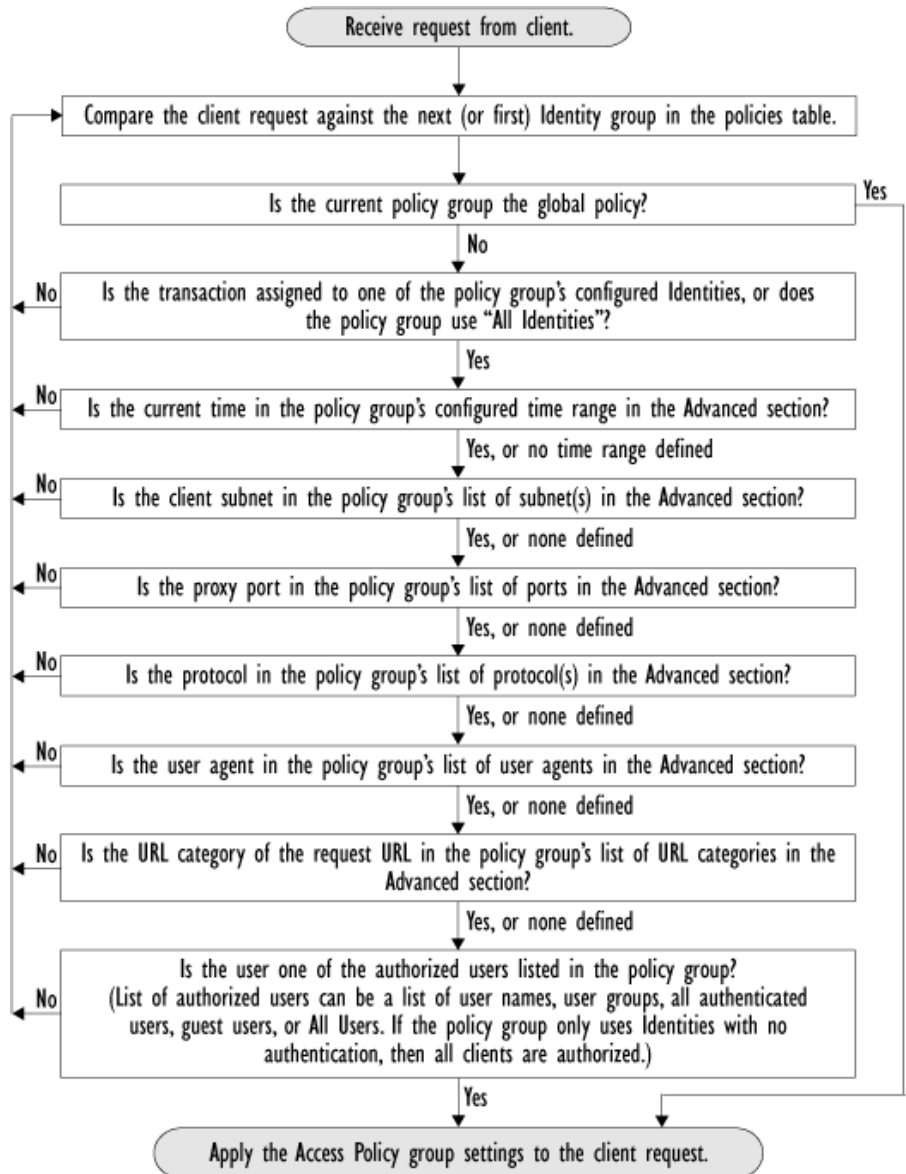 Receive request from client.
Compare the client request against the next (or first) Identity group in the policies table.
Is the current policy group the global policy?
Yes
No
Is the transaction assigned to one of the policy group's configured Identities, or does
the policy group use “All Identities”?
No
Yes
Is the current time in the policy group's configured time range in the Advanced section?
No
Yes, or no time range defined
Is the client subnet in the policy group's list of subnet(s) in the Advanced section?
No
Yes, or none defined
Is the proxy port in the policy group's list of ports in the Advanced section?
No
Yes, or none defined
Is the protocol in the policy group's list of protocol(s) in the Advanced section?
No
Yes, or none defined
Is the user agent in the policy group's list of user agents in the Advanced section?
No
Yes, or none defined
Is the URL category of the request URL in the policy group's list of URL categories in the
Advanced section?
No
Yes, or none defined
Is the user one of the authorized users listed in the policy group?
(List of authorized users can be a list of user names, user groups, all authenticated
users, guest users, or All Users. If the policy group only uses Identities with no
authentication, then all clients are authorized.)
No
Yes
Apply the Access Policy group settings to the client request.